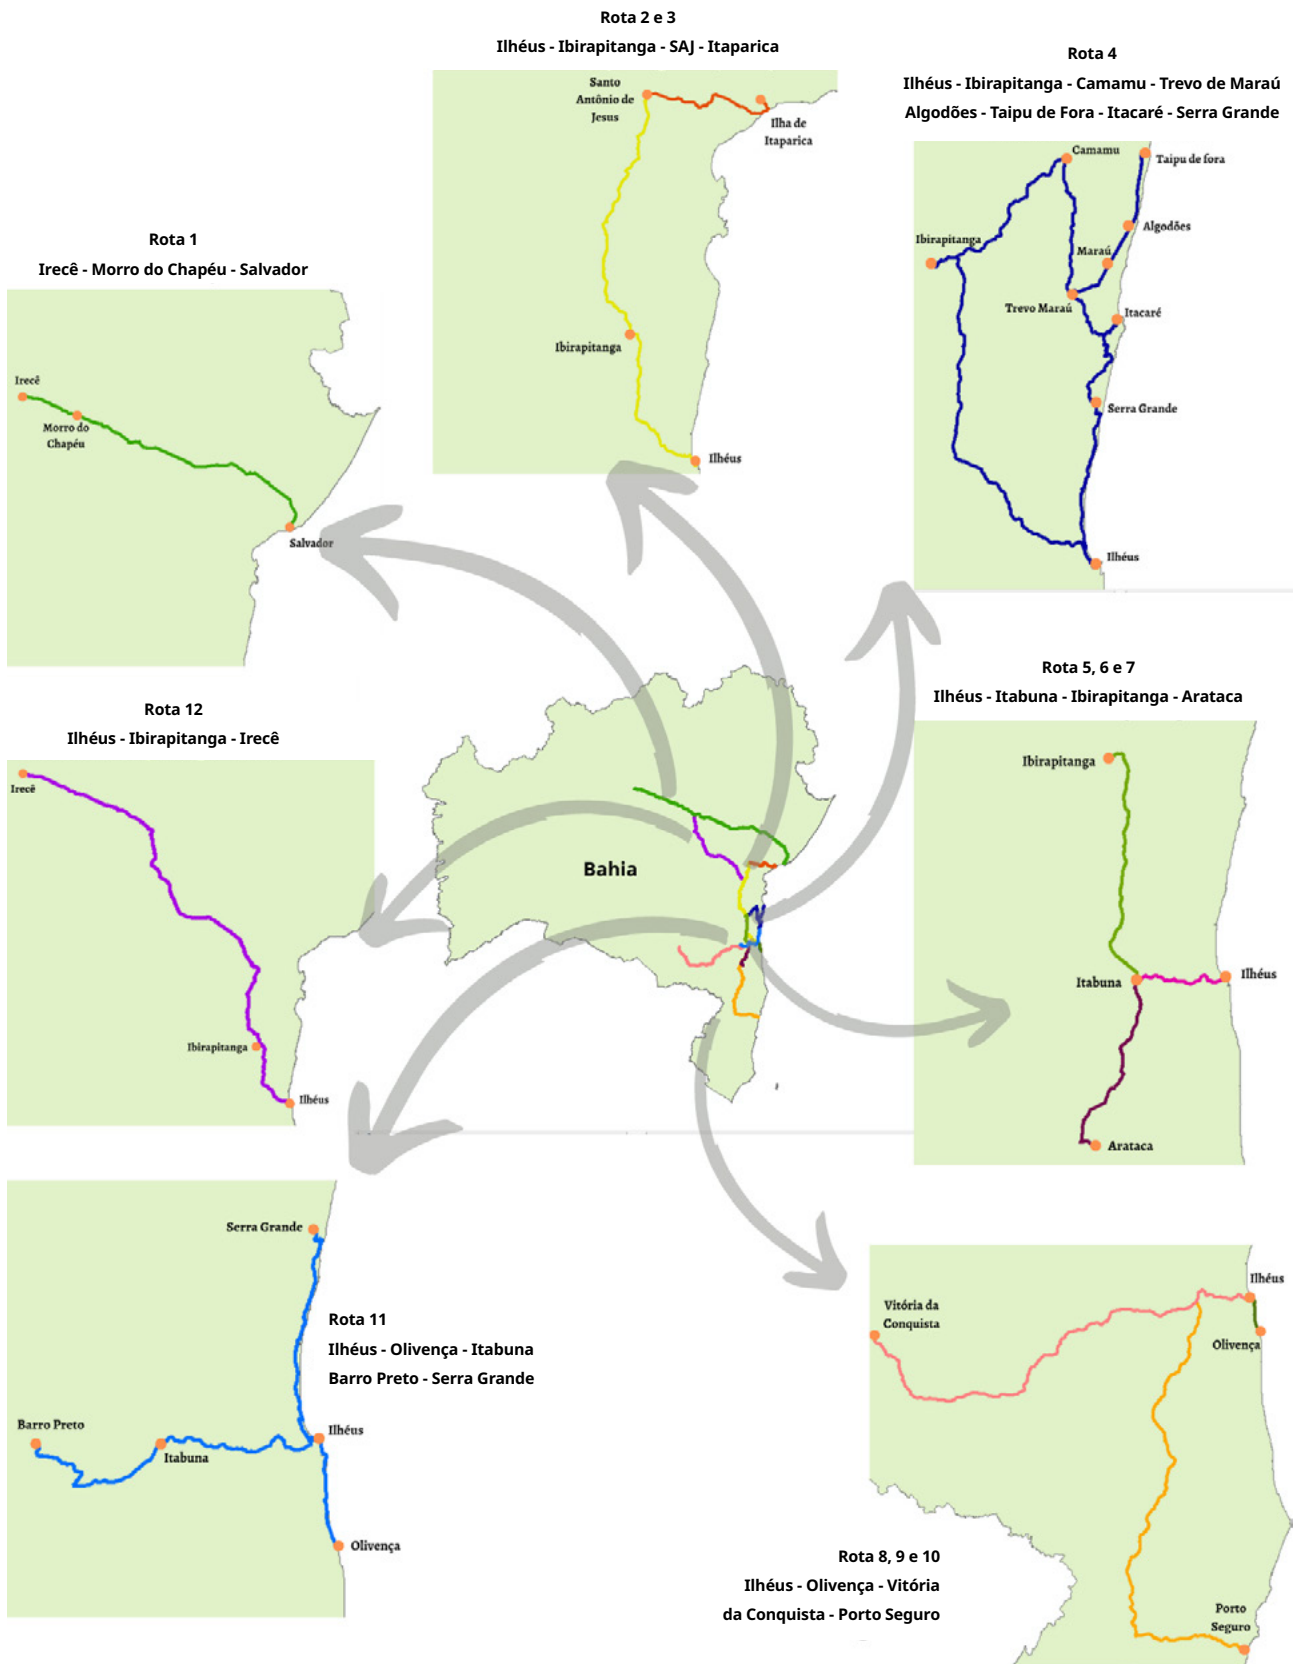 Rota 2 e 3
Ilhéus - Ibirapitanga - SAJ - Itaparica
Santo
Antônio de
Jesus
Ilha de
Itaparica
Ibirapitanga
Ilhéus
Rota 4
Ilhéus - Ibirapitanga - Camamu - Trevo de Maraú
Algodões - Taipu de Fora - Itacaré - Serra Grande
Camamu
Taipu de fora
Algodões
Ibirapitanga
Maraú
Trevo Maraú
Itacaré
Serra Grande
Ilhéus
Rota 1
Irecê - Morro do Chapéu - Salvador
Irecê
Morro do
Chapéu
Salvador
Rota 12
Ilhéus - Ibirapitanga - Irecê
Irecê
Ibirapitanga
Ilhéus
Bahia
Rota 5, 6 e 7
Ilhéus - Itabuna - Ibirapitanga - Arataca
Ibirapitanga
Itabuna
Ilhéus
Arataca
Serra Grande
Barro Preto
Itabuna
Ilhéus
Olivença
Rota 11
Ilhéus - Olivença - Itabuna
Barro Preto - Serra Grande
Vitória da
Conquista
Ilhéus
Olivença
Porto
Seguro
Rota 8, 9 e 10
Ilhéus - Olivença - Vitória
da Conquista - Porto Seguro